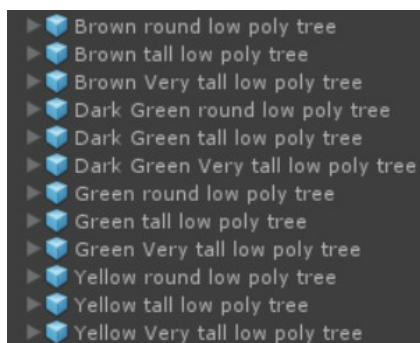 Brown round low poly tree
Brown tall low poly tree
Brown Very tall low poly tree
Dark Green round low poly tree
Dark Green tall low poly tree
Dark Green Very tall low poly tree
Green round low poly tree
Green tall low poly tree
Green Very tall low poly tree
Yellow round low poly tree
Yellow tall low poly tree
Yellow Very tall low poly tree